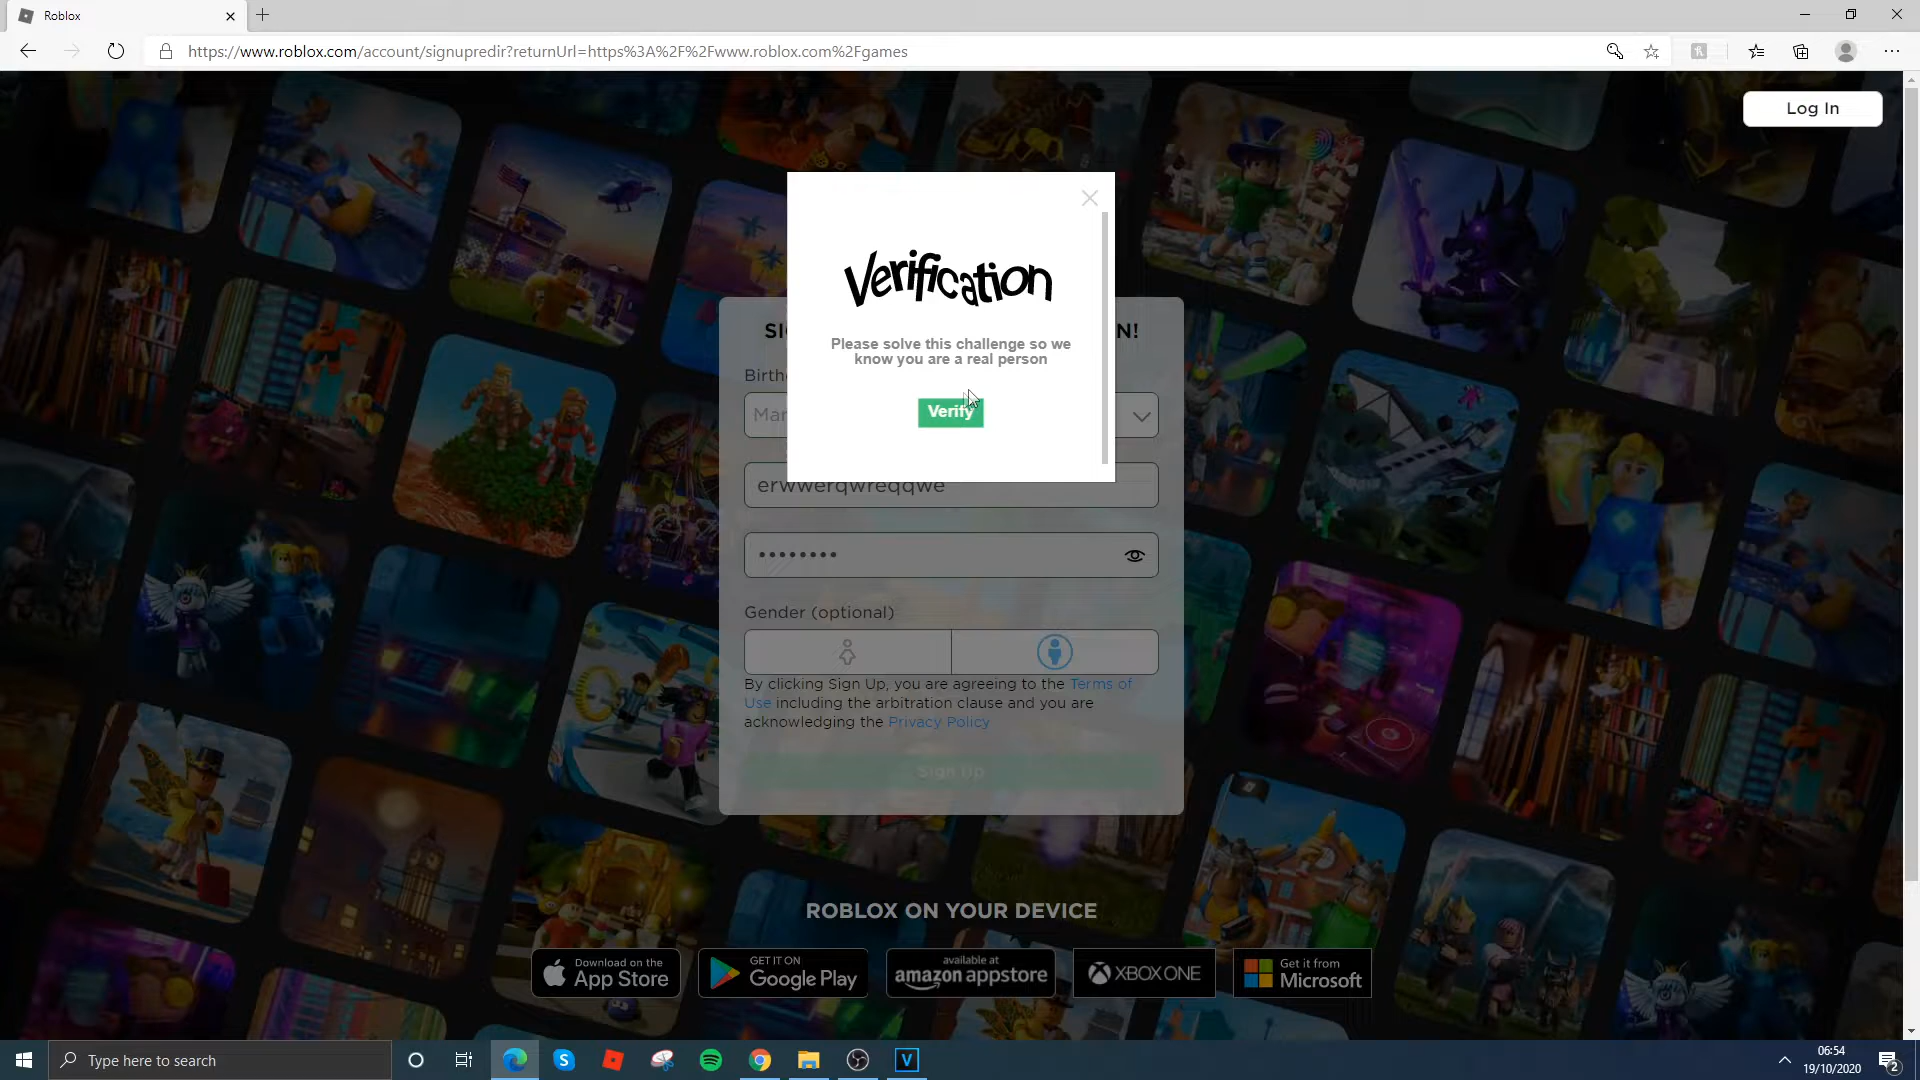 Roblox
https://www.roblox.com/account/signupredir?returnUrl=https%3A%2F%2Fwww.roblox.com%2Fgames
Log In
Verification
Please solve this challenge so we
know you are a real person
Verify
N!
erwwerqwreqqwe
Gender (optional)
By clicking Sign Up, you are agreeing to the Terms of
Use including the arbitration clause and you are
acknowledging the Privacy Policy
Sign Up
ROBLOX ON YOUR DEVICE
Download on the
App Store
GET IT ON
Google Play
available at
amazon appstore
XBOX ONE
Get it from
Microsoft
Type here to search
06:54
19/10/2020
2